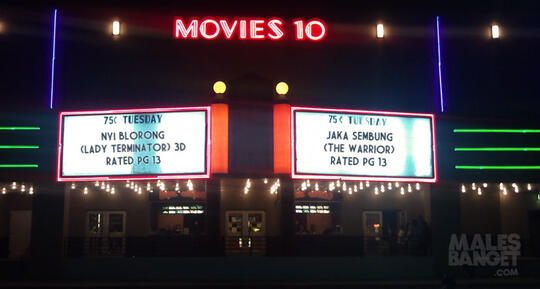 MOVIES 10
75¢ TUESDAY
NYI BLORONG
(LADY TERMINATOR) 3D
RATED PG 13
75¢ TUESDAY
JAKA SEMBUNG
(THE WARRIOR)
RATED PG 13
MALES
BANGET
.COM